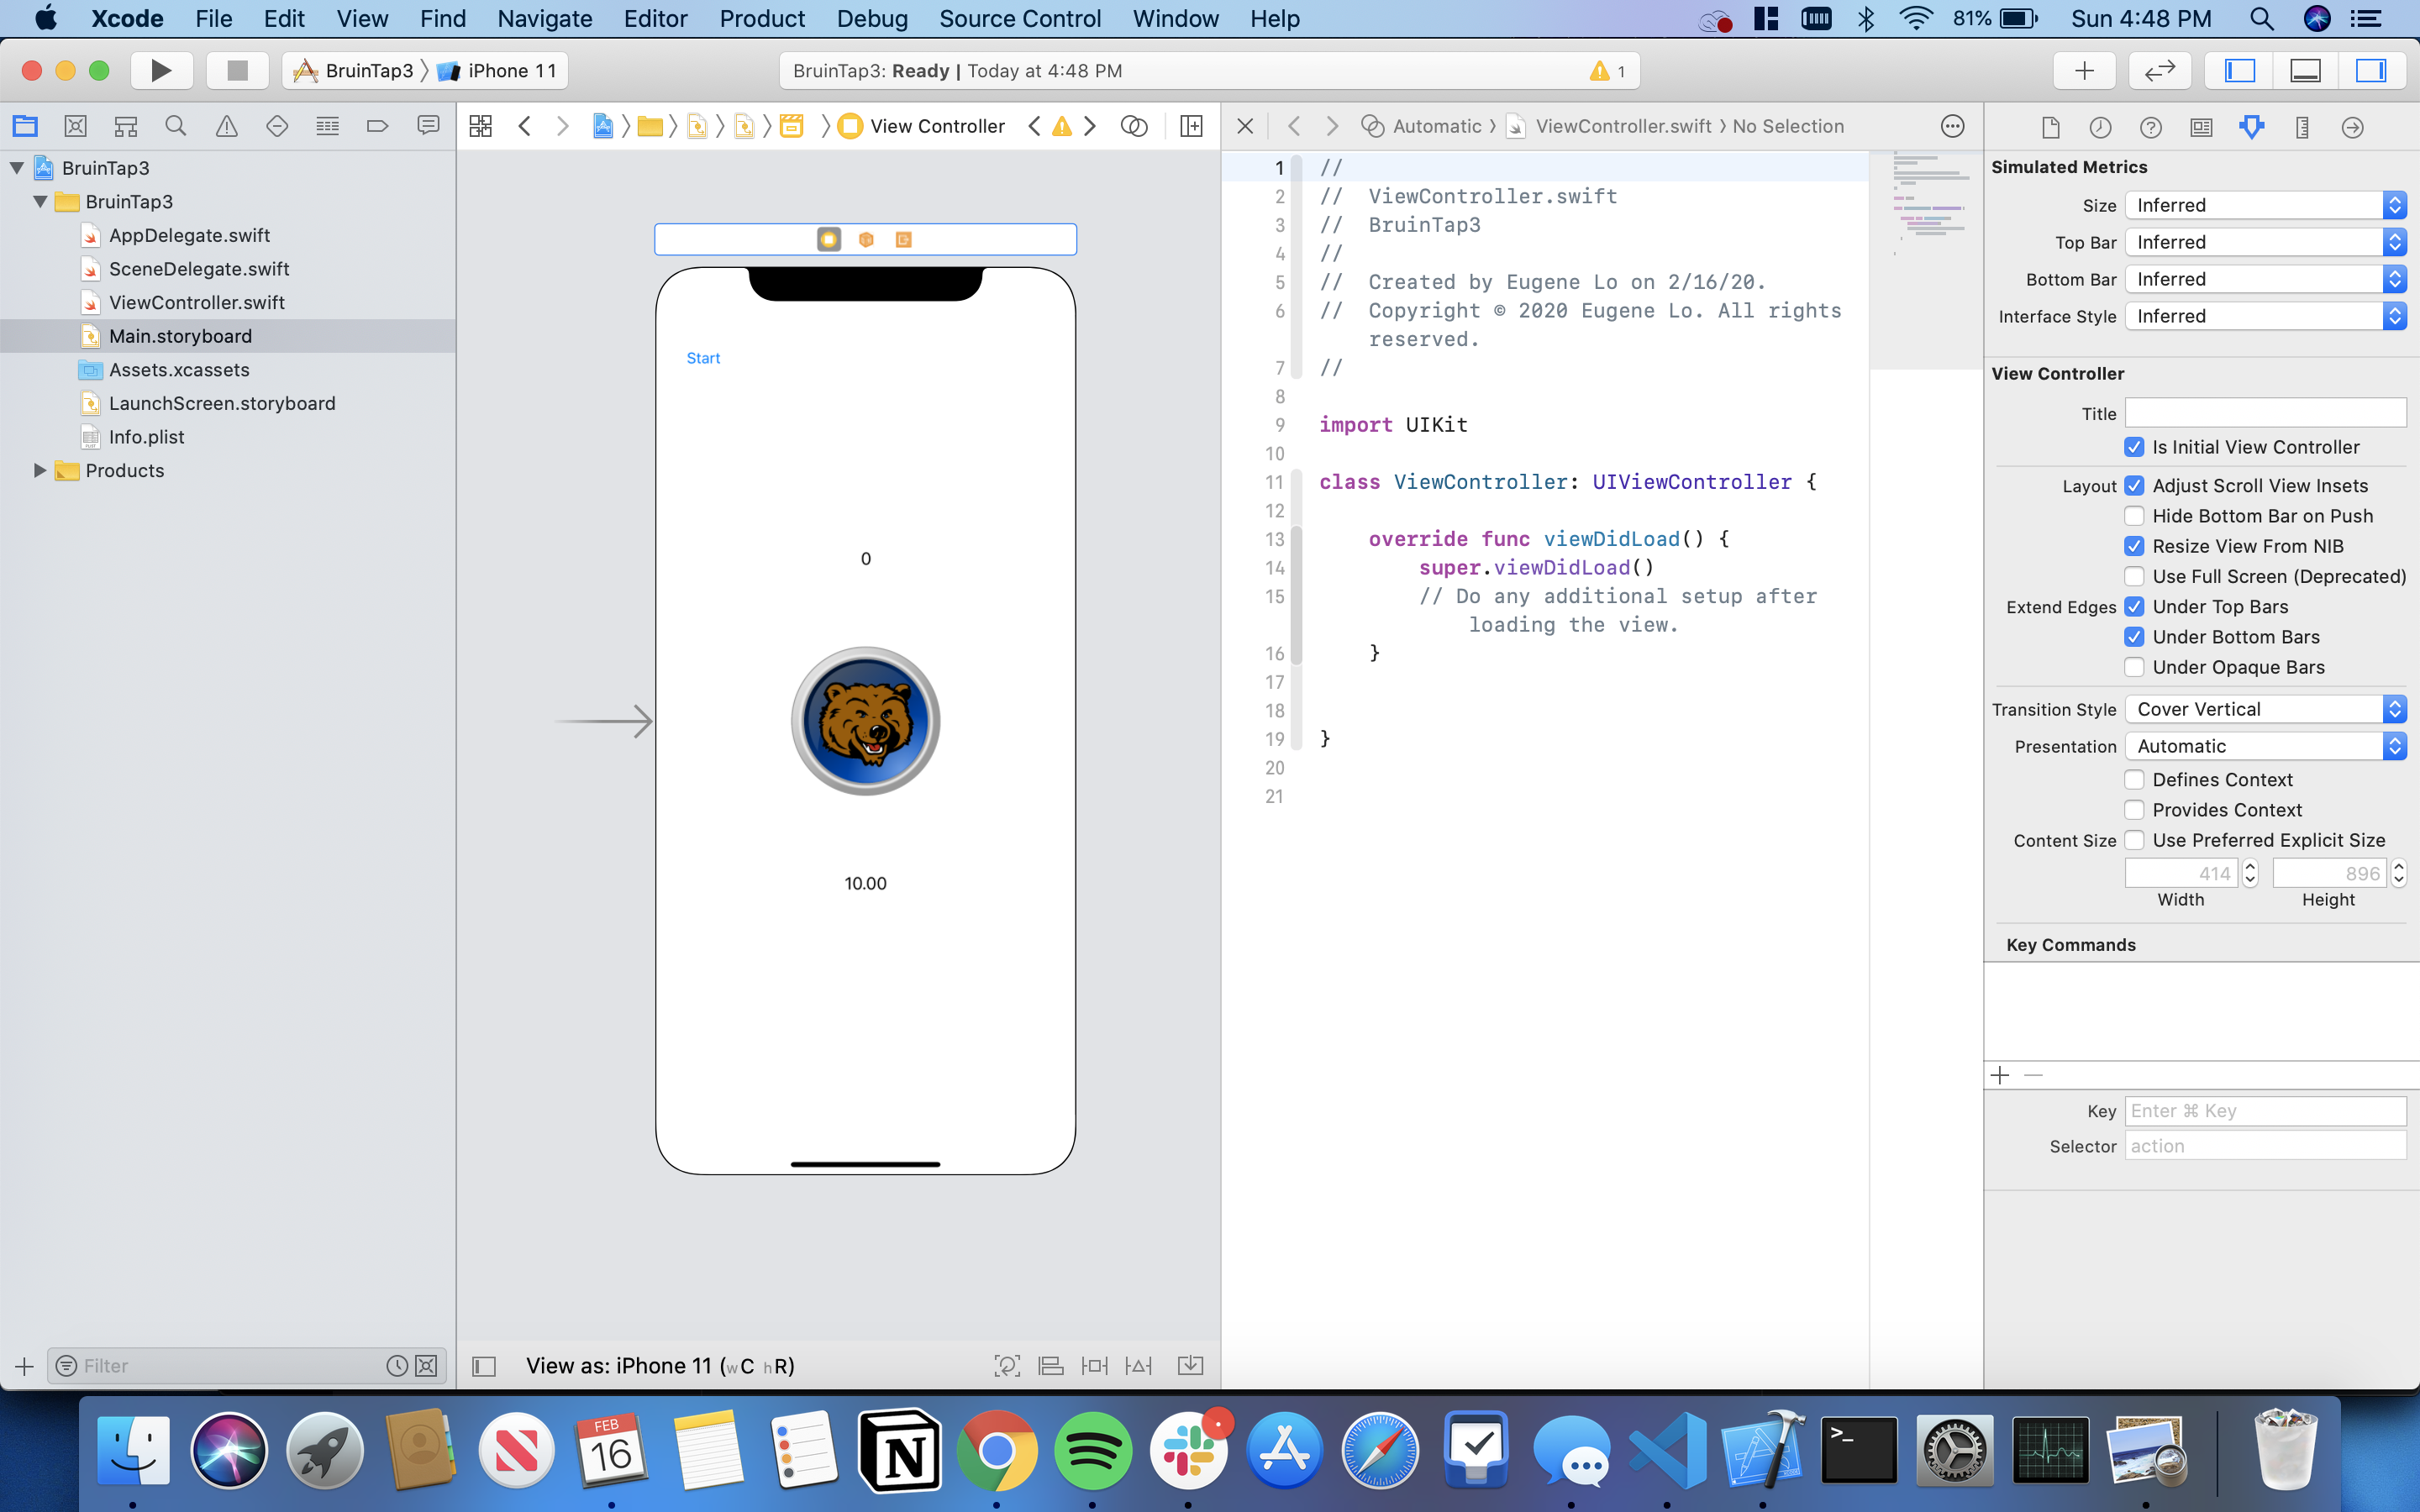 Xcode File Edit View Find Navigate Editor Product Debug Source Control Window Help 81% Sun 4:48 PM
BruinTap3 〉 iPhone 11
BruinTap3: Ready | Today at 4:48 PM 1
View Controller
Automatic 〉 ViewController.swift 〉 No Selection
BruinTap3
BruinTap3
AppDelegate.swift
SceneDelegate.swift
ViewController.swift
Main.storyboard
Assets.xcassets
LaunchScreen.storyboard
Info.plist
Products
Filter
Start
0
10.00
View as: iPhone 11 (wC hR)
1 //
2 // ViewController.swift
3 // BruinTap3
4 //
5 // Created by Eugene Lo on 2/16/20.
6 // Copyright © 2020 Eugene Lo. All rights
reserved.
7 //
8
9 import UIKit
10
11 class ViewController: UIViewController {
12
13 override func viewDidLoad() {
14 super.viewDidLoad()
15 // Do any additional setup after
loading the view.
16 }
17
18
19 }
20
21
Simulated Metrics
Size Inferred
Top Bar Inferred
Bottom Bar Inferred
Interface Style Inferred
View Controller
Title
Is Initial View Controller
Layout Adjust Scroll View Insets
Hide Bottom Bar on Push
Resize View From NIB
Use Full Screen (Deprecated)
Extend Edges Under Top Bars
Under Bottom Bars
Under Opaque Bars
Transition Style Cover Vertical
Presentation Automatic
Defines Context
Provides Context
Content Size Use Preferred Explicit Size
414 896
Width Height
Key Commands
Key Enter ⌘ Key
Selector action
FEB
16
N
>_